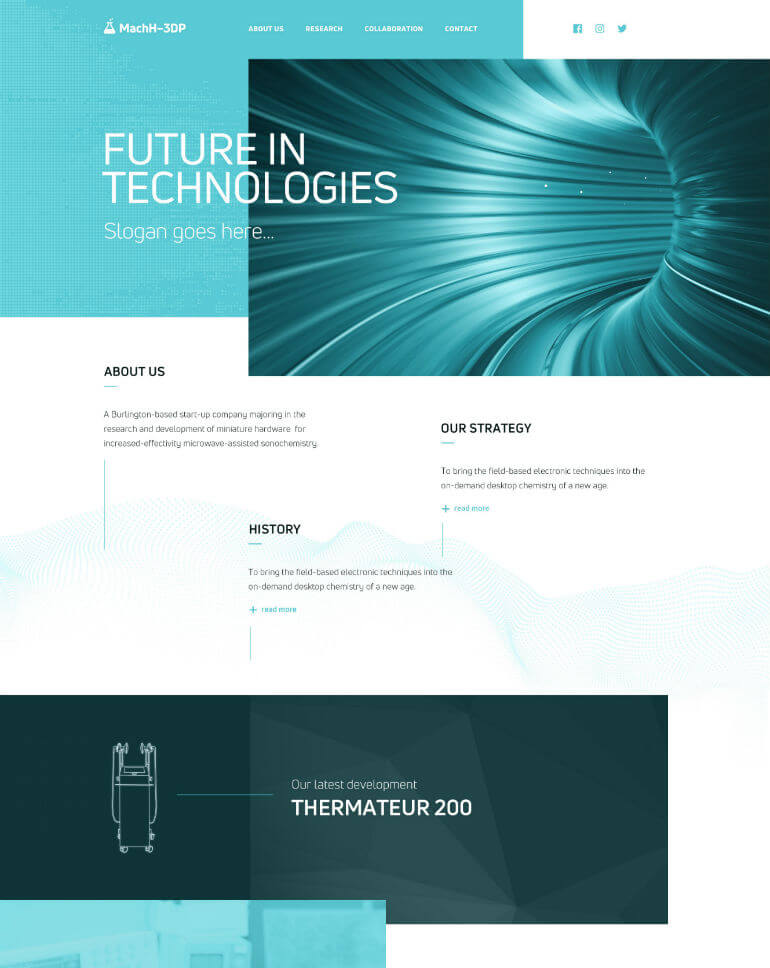 MachH–3DP
ABOUT US
RESEARCH
COLLABORATION
CONTACT
FUTURE IN
TECHNOLOGIES
Slogan goes here...
ABOUT US
A Burlington-based start-up company majoring in the
research and development of miniature hardware for
increased-effectivity microwave-assisted sonochemistry.
OUR STRATEGY
To bring the field-based electronic techniques into the
on-demand desktop chemistry of a new age.
+ read more
HISTORY
To bring the field-based electronic techniques into the
on-demand desktop chemistry of a new age.
+ read more
Our latest development
THERMATEUR 200